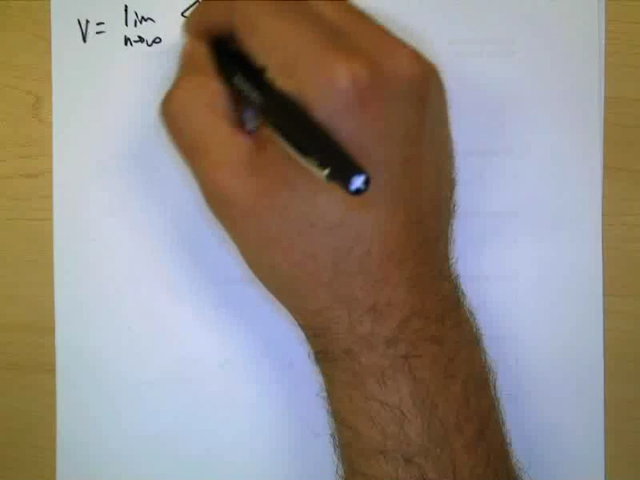 V = lim
n→∞